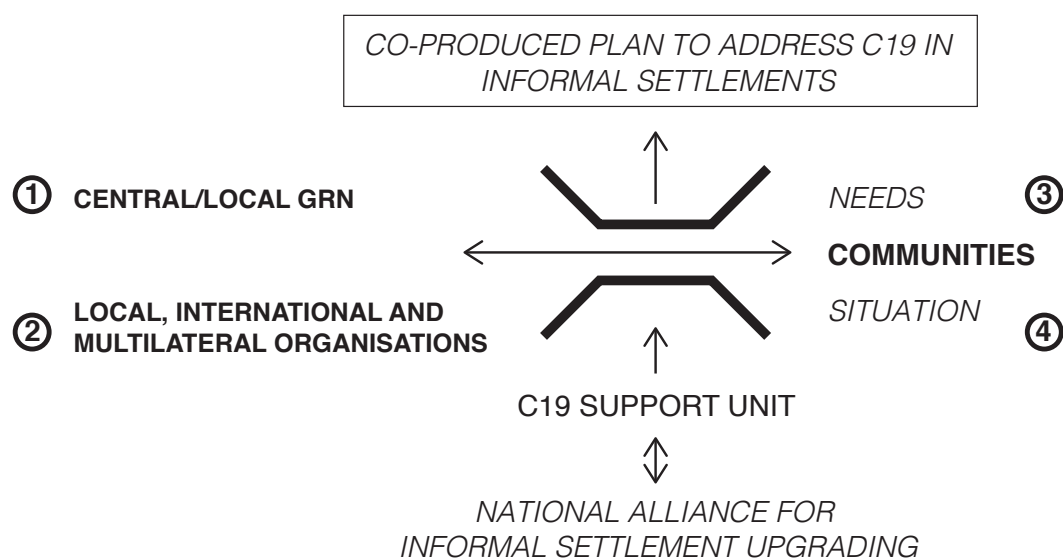 CO-PRODUCED PLAN TO ADDRESS C19 IN
INFORMAL SETTLEMENTS
1 CENTRAL/LOCAL GRN
NEEDS 3
COMMUNITIES
2 LOCAL, INTERNATIONAL AND
MULTILATERAL ORGANISATIONS
SITUATION 4
C19 SUPPORT UNIT
NATIONAL ALLIANCE FOR
INFORMAL SETTLEMENT UPGRADING